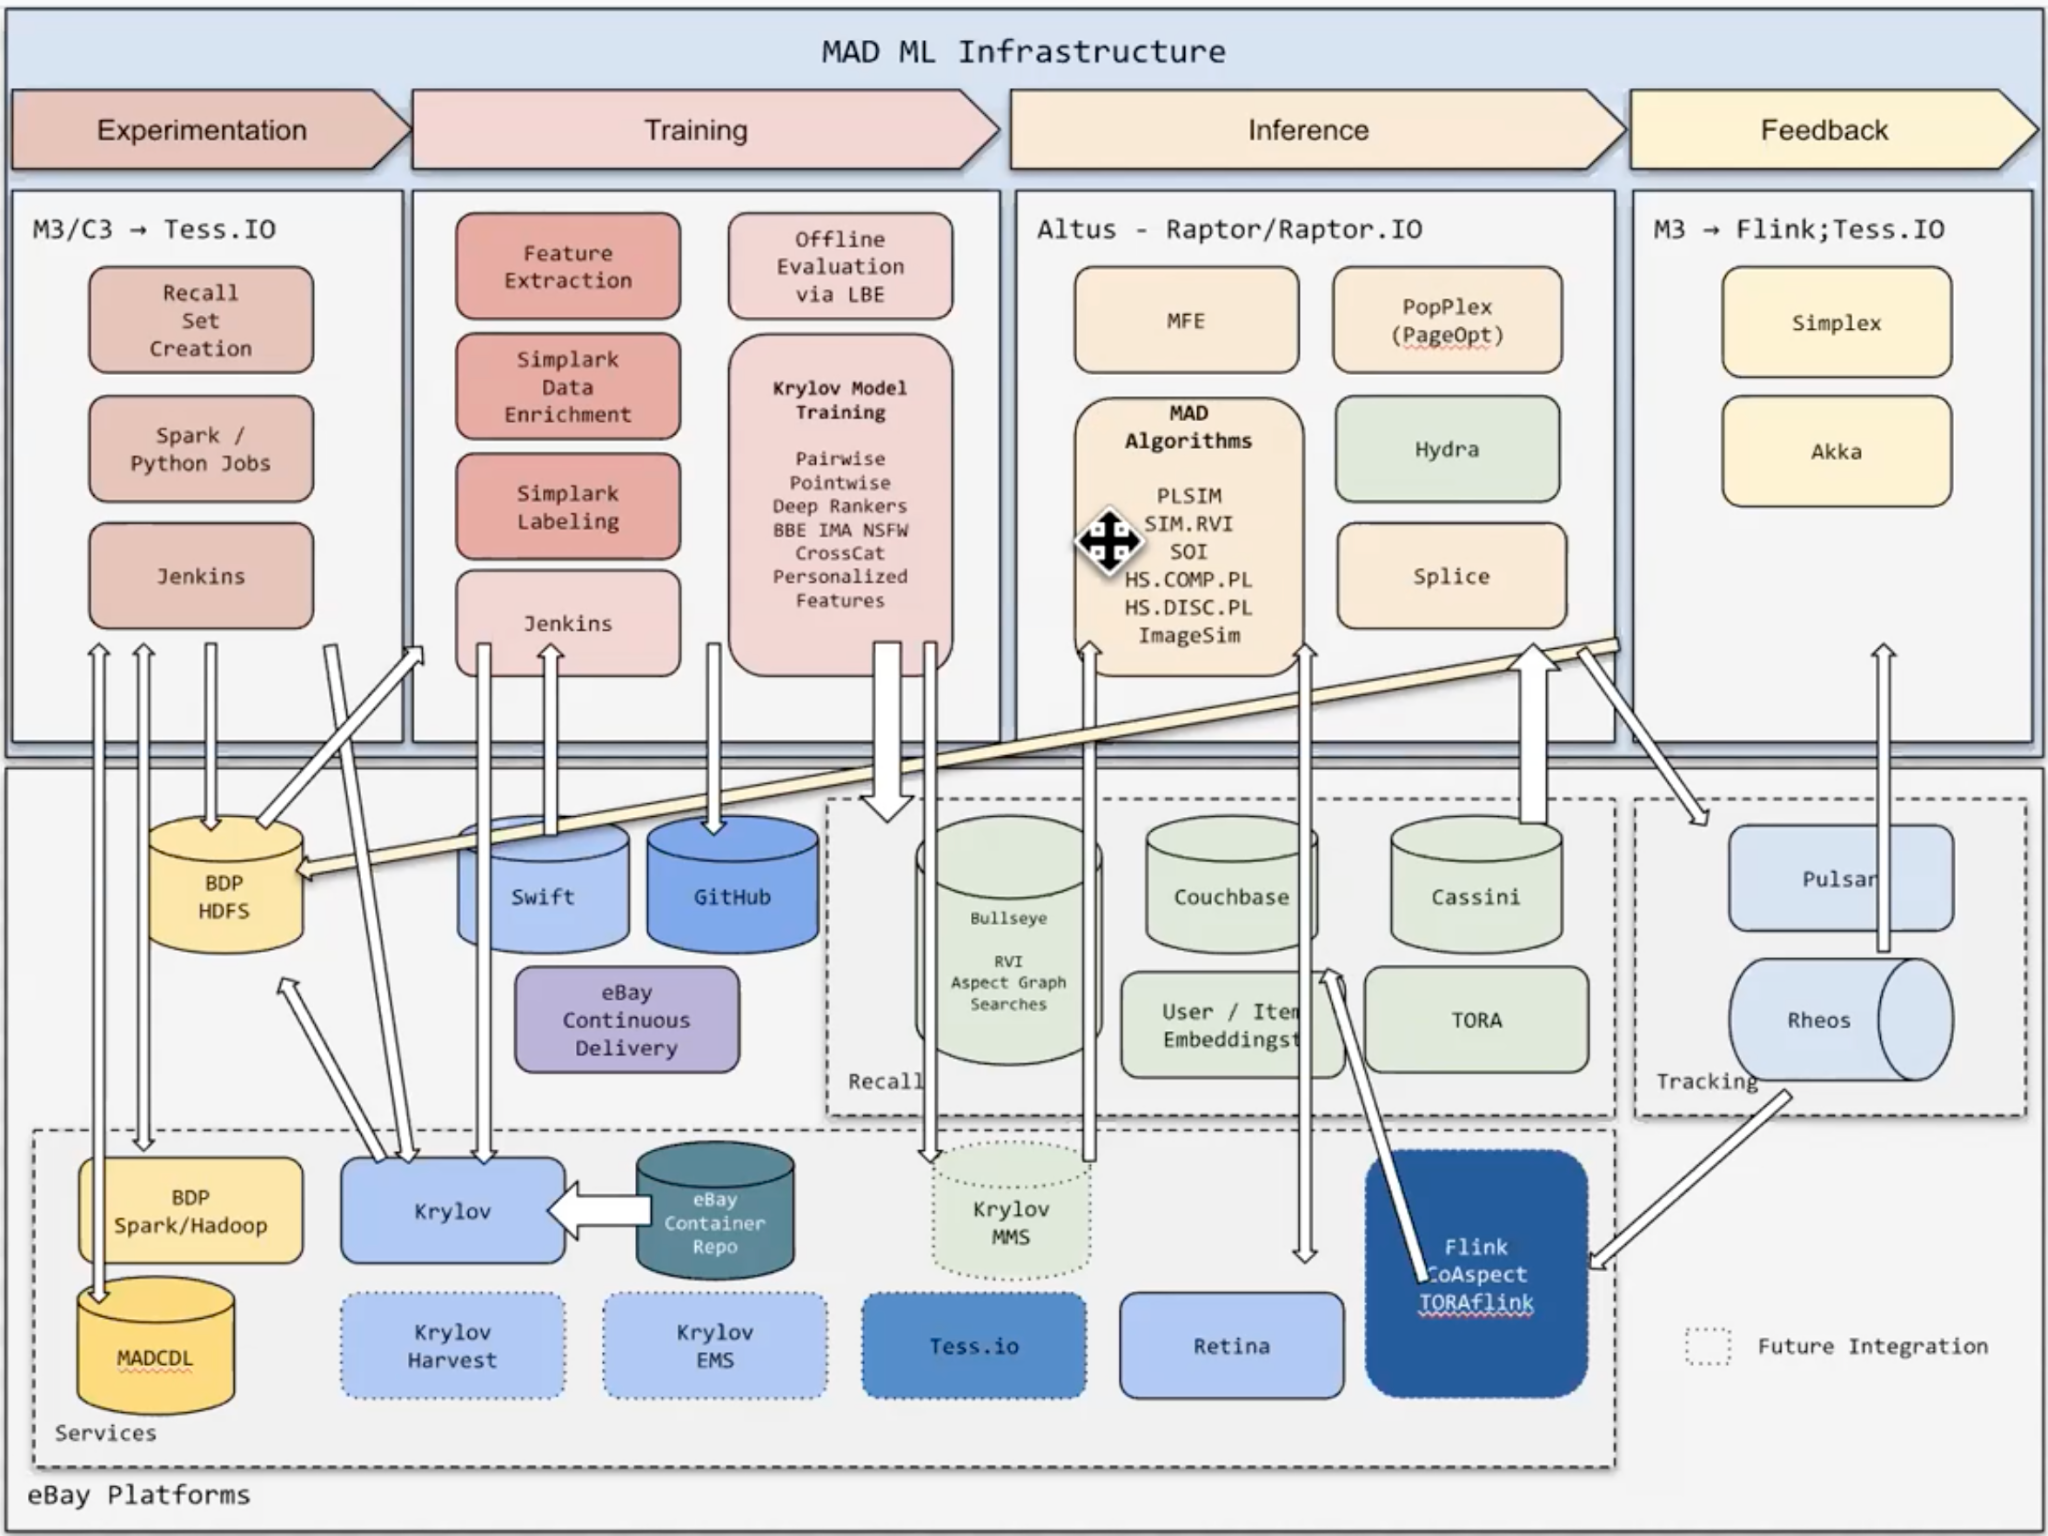 MAD ML Infrastructure
Experimentation
Training
Inference
Feedback
M3/C3 → Tess.IO
Recall
Set
Creation
Spark /
Python Jobs
Jenkins
Feature
Extraction
Simplark
Data
Enrichment
Simplark
Labeling
Jenkins
Offline
Evaluation
via LBE
Krylov Model
Training
Pairwise
Pointwise
Deep Rankers
BBE IMA NSFW
CrossCat
Personalized
Features
Altus - Raptor/Raptor.IO
MFE
PopPlex
(PageOpt)
MAD
Algorithms
PLSIM
SIM.RVI
SOI
HS.COMP.PL
HS.DISC.PL
ImageSim
Hydra
Splice
M3 → Flink;Tess.IO
Simplex
Akka
BDP
HDFS
Swift
GitHub
eBay
Continuous
Delivery
Bullseye
RVI
Aspect Graph
Searches
Couchbase
Cassini
User / Item
Embeddingst
TORA
Recall
Pulsar
Rheos
Tracking
BDP
Spark/Hadoop
Krylov
eBay
Container
Repo
Krylov
MMS
Flink
CoAspect
TORAflink
MADCDL
Krylov
Harvest
Krylov
EMS
Tess.io
Retina
Future Integration
Services
eBay Platforms